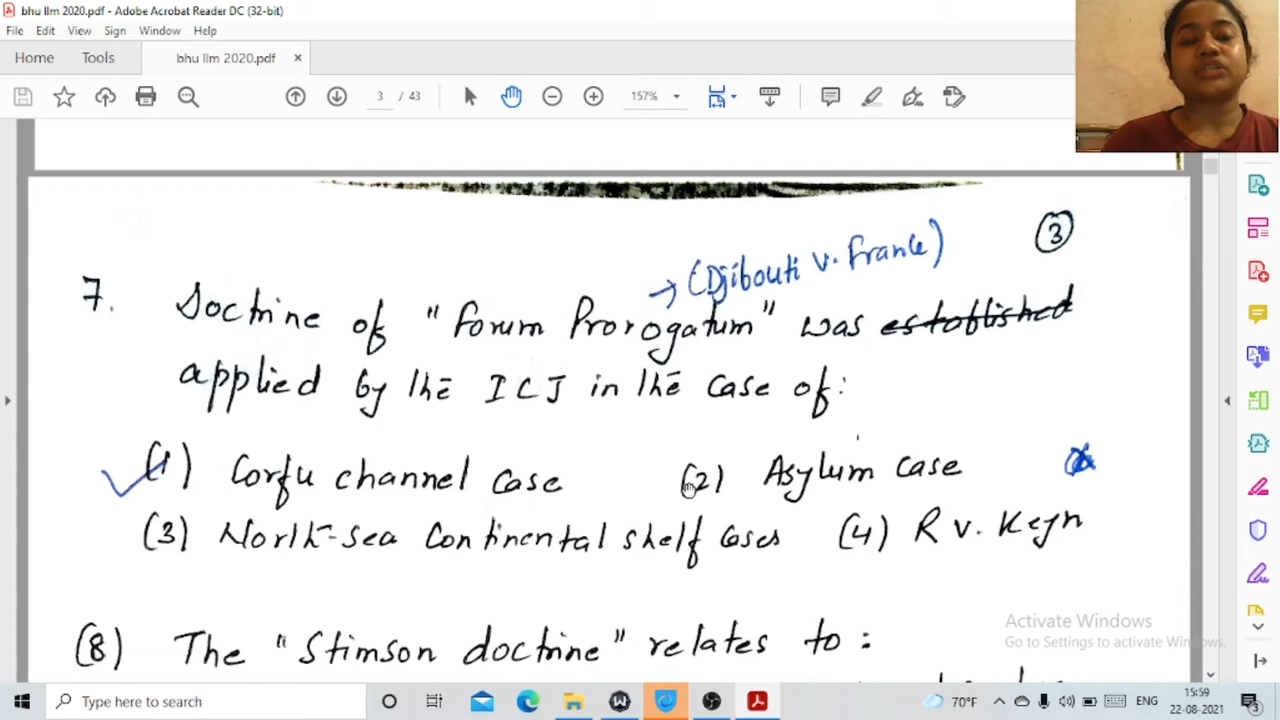 bhu llm 2020.pdf - Adobe Acrobat Reader DC (32-bit)
File Edit View Sign Window Help
Home Tools bhu llm 2020.pdf ×
3 / 43 157%
3
→ (Djibouti v. France)
7. Doctrine of "Forum Prorogatum" was established
applied by the ICJ in the case of:
(1) Corfu channel case (2) Asylum case
(3) North-sea Continental shelf cases (4) R v. Keyn
(8) The "Stimson doctrine" relates to :
Activate Windows
Go to Settings to activate Windows.
Type here to search
70°F ENG 15:59
22-08-2021